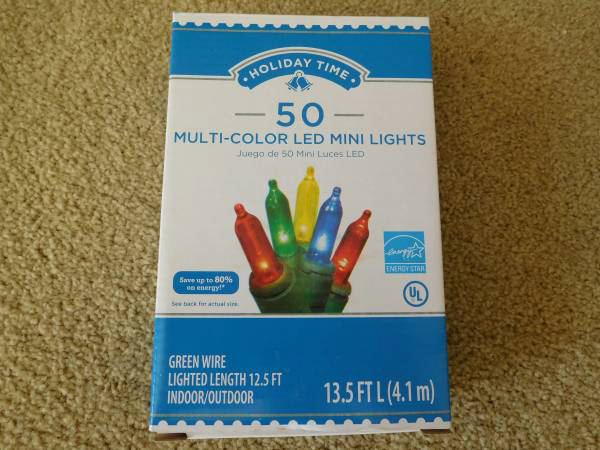 HOLIDAY TIME
50
MULTI-COLOR LED MINI LIGHTS
Juego de 50 Mini Luces LED
energy
ENERGY STAR
UL
Save up to 80%
on energy!*
See back for actual size.
GREEN WIRE
LIGHTED LENGTH 12.5 FT
INDOOR/OUTDOOR
13.5 FT L (4.1 m)